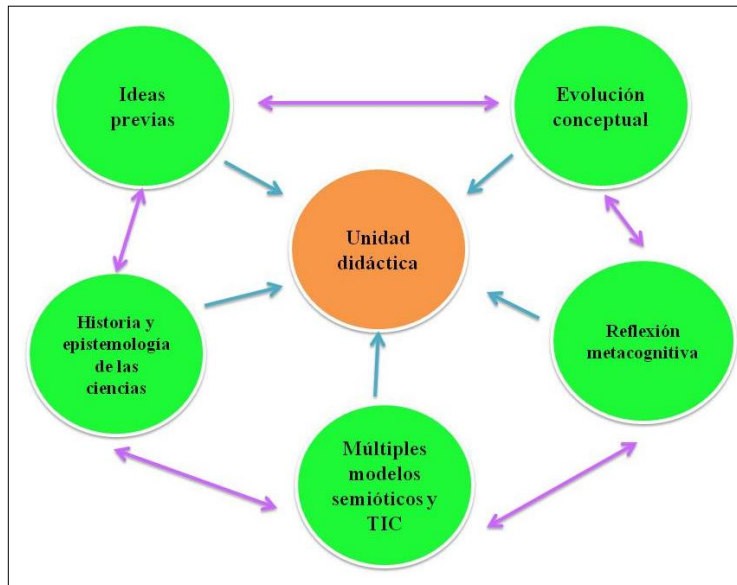 Ideas
previas
Evolución
conceptual
Unidad
didáctica
Historia y
epistemología
de las
ciencias
Reflexión
metacognitiva
Múltiples
modelos
semióticos y
TIC